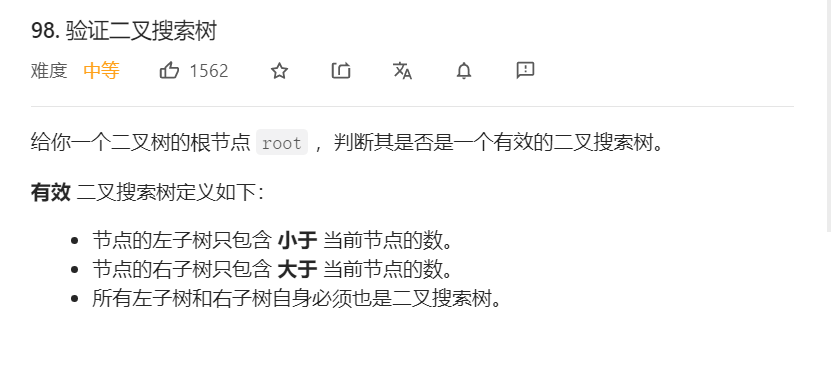 98. 验证二叉搜索树
难度 中等 1562
给你一个二叉树的根节点 root ，判断其是否是一个有效的二叉搜索树。
有效 二叉搜索树定义如下：
• 节点的左子树只包含 小于 当前节点的数。
• 节点的右子树只包含 大于 当前节点的数。
• 所有左子树和右子树自身必须也是二叉搜索树。